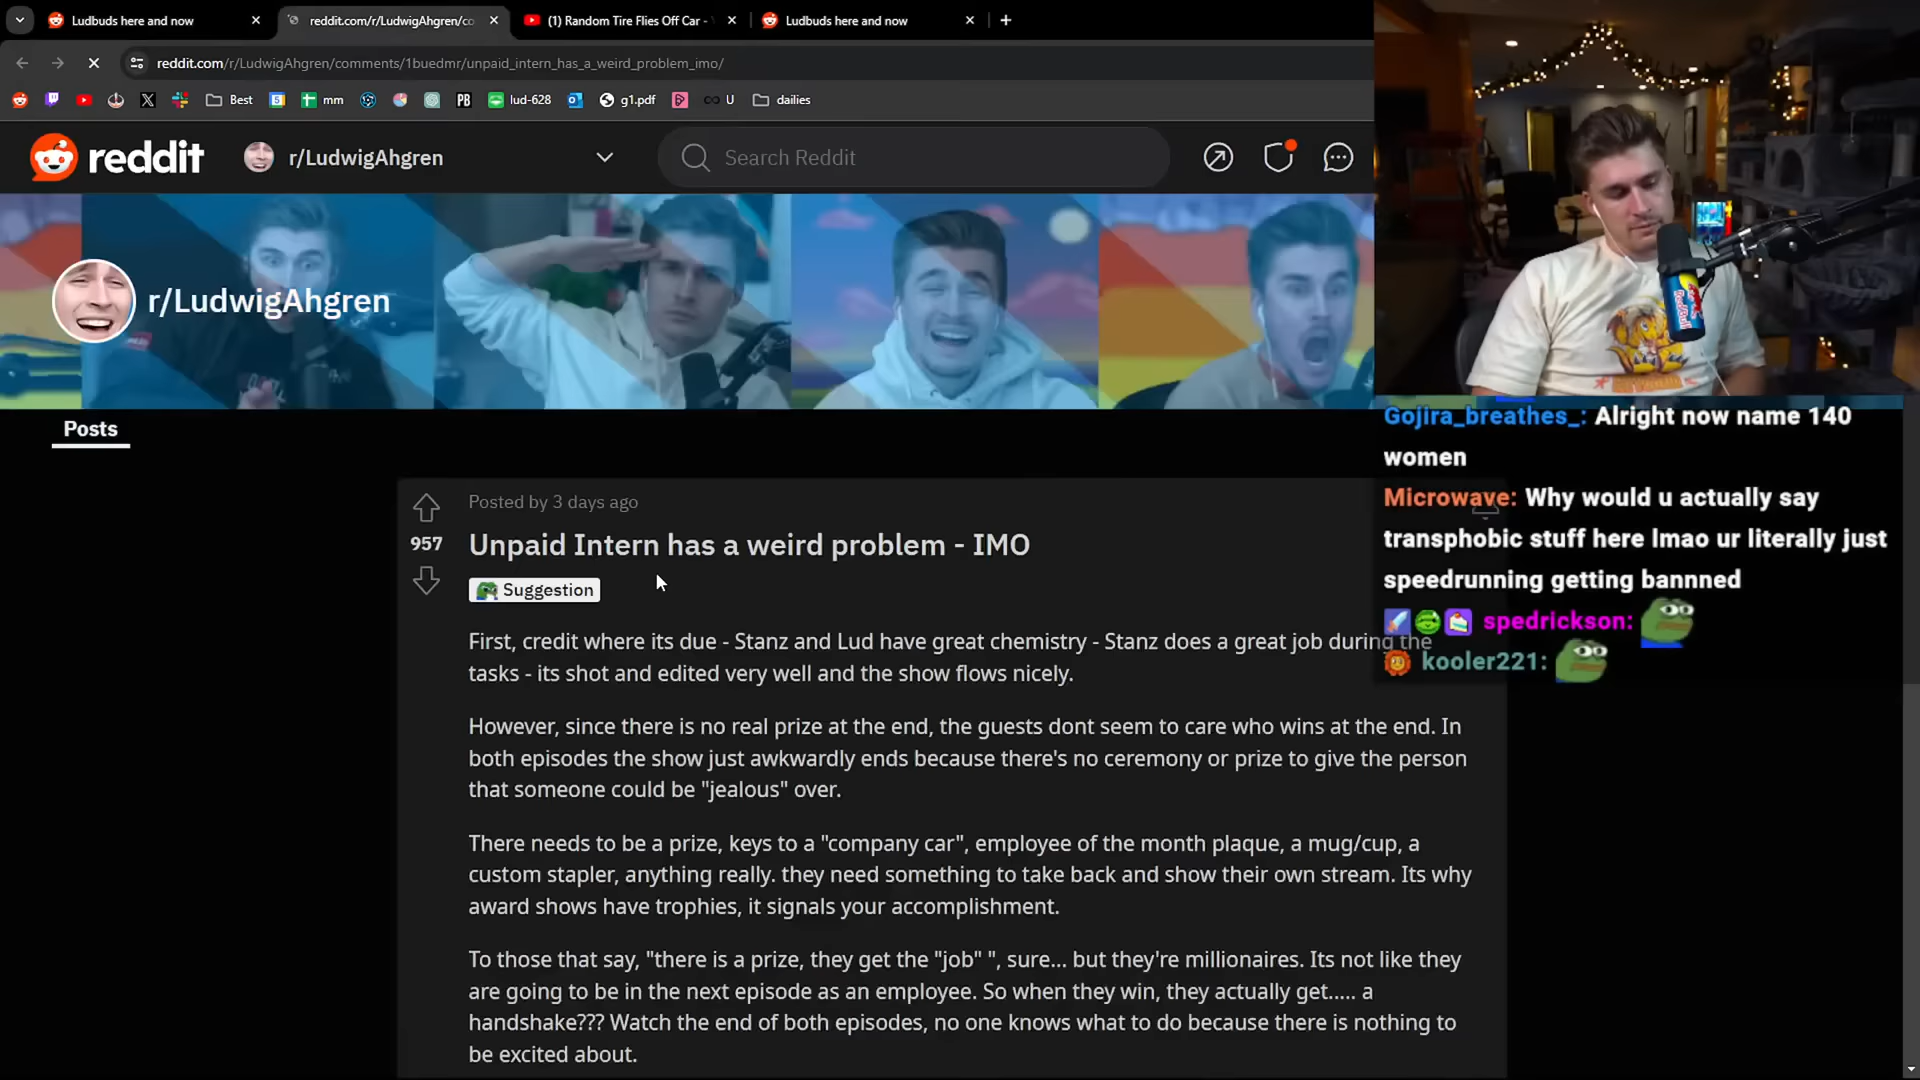 Ludbuds here and now
reddit.com/r/LudwigAhgren/co
(1) Random Tire Flies Off Car -
Ludbuds here and now
reddit.com/r/LudwigAhgren/comments/1buedmr/unpaid_intern_has_a_weird_problem_imo/
Best
mm
PB
lud-628
g1.pdf
U
dailies
reddit
r/LudwigAhgren
Search Reddit
r/LudwigAhgren
Posts
Posted by 3 days ago
957
Unpaid Intern has a weird problem - IMO
Suggestion
First, credit where its due - Stanz and Lud have great chemistry - Stanz does a great job during the
tasks - its shot and edited very well and the show flows nicely.
However, since there is no real prize at the end, the guests dont seem to care who wins at the end. In
both episodes the show just awkwardly ends because there's no ceremony or prize to give the person
that someone could be "jealous" over.
There needs to be a prize, keys to a "company car", employee of the month plaque, a mug/cup, a
custom stapler, anything really. they need something to take back and show their own stream. Its why
award shows have trophies, it signals your accomplishment.
To those that say, "there is a prize, they get the "job" ", sure... but they're millionaires. Its not like they
are going to be in the next episode as an employee. So when they win, they actually get..... a
handshake??? Watch the end of both episodes, no one knows what to do because there is nothing to
be excited about.
Gojira_breathes_: Alright now name 140
women
Microwave: Why would u actually say
transphobic stuff here lmao ur literally just
speedrunning getting bannned
spedrickson:
kooler221:
Red Bull